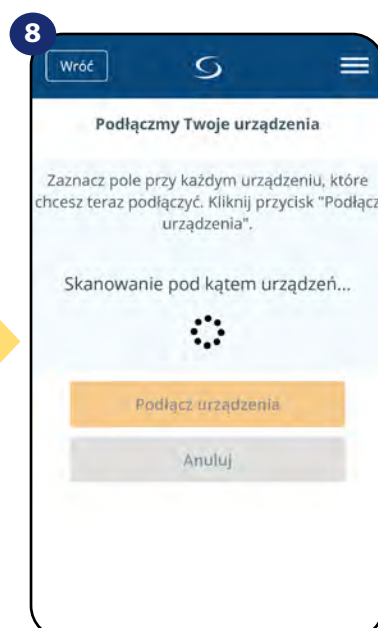 8
Wróć
Podłączmy Twoje urządzenia
Zaznacz pole przy każdym urządzeniu, które
chcesz teraz podłączyć. Kliknij przycisk "Podłącz
urządzenia".
Skanowanie pod kątem urządzeń...
Podłącz urządzenia
Anuluj